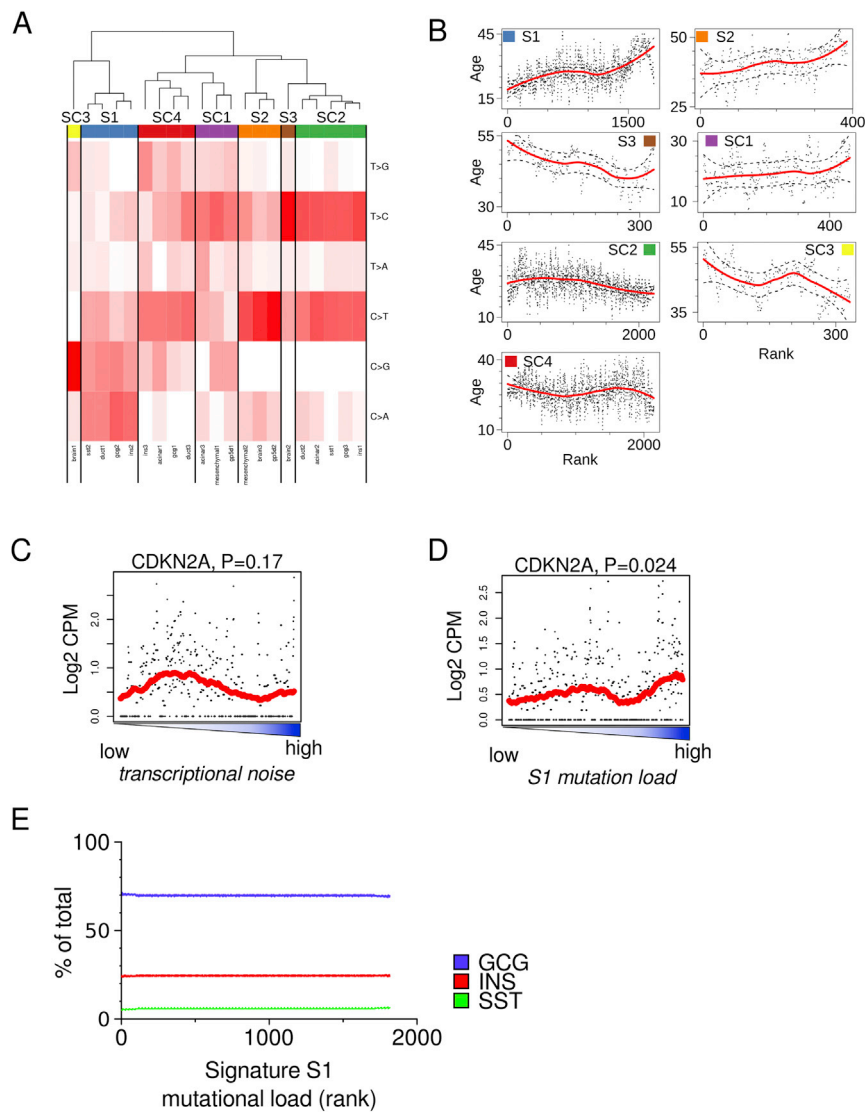 A
SC3 S1 SC4 SC1 S2 S3 SC2
T>G
T>C
T>A
C>T
C>G
C>A
brain1 sst2 duct1 gcg2 ins2 ins3 acinar1 gcg1 duct3 acinar3 mesenchymal1 gp5d1 mesenchymal2 brain3 gp5d2 brain2 duct2 acinar2 sst1 gcg3 ins1
B
S1
Age
45
15
0 1500
S2
50
25
0 400
S3
Age
55
30
0 300
SC1
30
10
0 400
SC2
Age
45
10
0 2000
SC3
55
35
0 300
Rank
SC4
Age
40
10
0 2000
Rank
C
CDKN2A, P=0.17
Log2 CPM
2.0
1.0
0.0
low high
transcriptional noise
D
CDKN2A, P=0.024
Log2 CPM
2.5
2.0
1.5
1.0
0.5
0.0
low high
S1 mutation load
E
% of total
100
50
0
0 1000 2000
Signature S1
mutational load (rank)
GCG
INS
SST